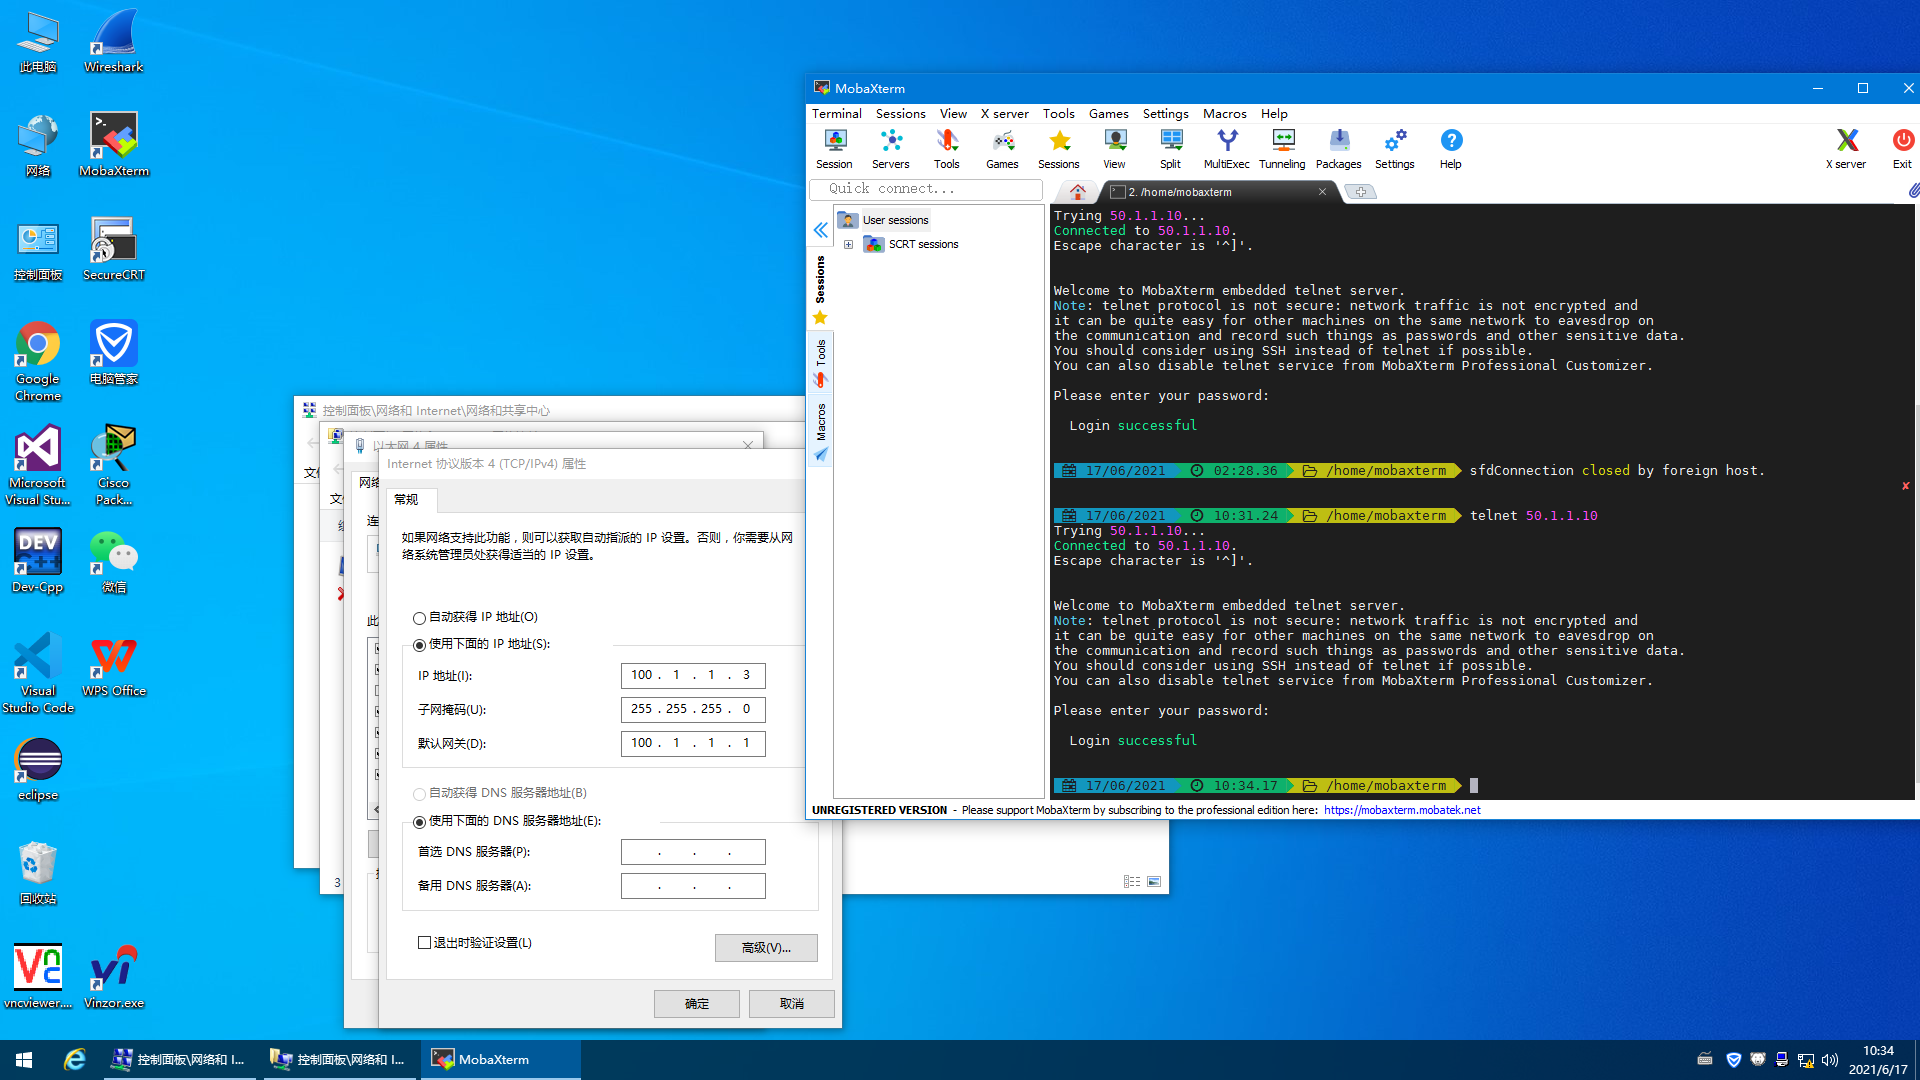 此电脑
Wireshark
网络
MobaXterm
控制面板
SecureCRT
Google
Chrome
电脑管家
Microsoft
Visual Stu...
Cisco
Pack...
Dev-Cpp
微信
Visual
Studio Code
WPS Office
eclipse
回收站
vncviewer....
Vinzor.exe
控制面板\网络和 Internet\网络和共享中心
以太网 4 属性
Internet 协议版本 4 (TCP/IPv4) 属性
常规
如果网络支持此功能，则可以获取自动指派的 IP 设置。否则，你需要从网
络系统管理员处获得适当的 IP 设置。
自动获得 IP 地址(O)
使用下面的 IP 地址(S):
IP 地址(I): 100 . 1 . 1 . 3
子网掩码(U): 255 . 255 . 255 . 0
默认网关(D): 100 . 1 . 1 . 1
自动获得 DNS 服务器地址(B)
使用下面的 DNS 服务器地址(E):
首选 DNS 服务器(P): . . .
备用 DNS 服务器(A): . . .
退出时验证设置(L)
高级(V)...
确定 取消
3
MobaXterm
Terminal Sessions View X server Tools Games Settings Macros Help
Session Servers Tools Games Sessions View Split MultiExec Tunneling Packages Settings Help X server Exit
Quick connect...
2. /home/mobaxterm
User sessions
SCRT sessions
Sessions
Tools
Macros
Trying 50.1.1.10...
Connected to 50.1.1.10.
Escape character is '^]'.
Welcome to MobaXterm embedded telnet server.
Note: telnet protocol is not secure: network traffic is not encrypted and
it can be quite easy for other machines on the same network to eavesdrop on
the communication and record such things as passwords and other sensitive data.
You should consider using SSH instead of telnet if possible.
You can also disable telnet service from MobaXterm Professional Customizer.
Please enter your password:
Login successful
17/06/2021 02:28.36 /home/mobaxterm sfdConnection closed by foreign host.
17/06/2021 10:31.24 /home/mobaxterm telnet 50.1.1.10
Trying 50.1.1.10...
Connected to 50.1.1.10.
Escape character is '^]'.
Welcome to MobaXterm embedded telnet server.
Note: telnet protocol is not secure: network traffic is not encrypted and
it can be quite easy for other machines on the same network to eavesdrop on
the communication and record such things as passwords and other sensitive data.
You should consider using SSH instead of telnet if possible.
You can also disable telnet service from MobaXterm Professional Customizer.
Please enter your password:
Login successful
17/06/2021 10:34.17 /home/mobaxterm
UNREGISTERED VERSION - Please support MobaXterm by subscribing to the professional edition here: https://mobaxterm.mobatek.net
控制面板\网络和 I...
控制面板\网络和 I...
MobaXterm
10:34
2021/6/17